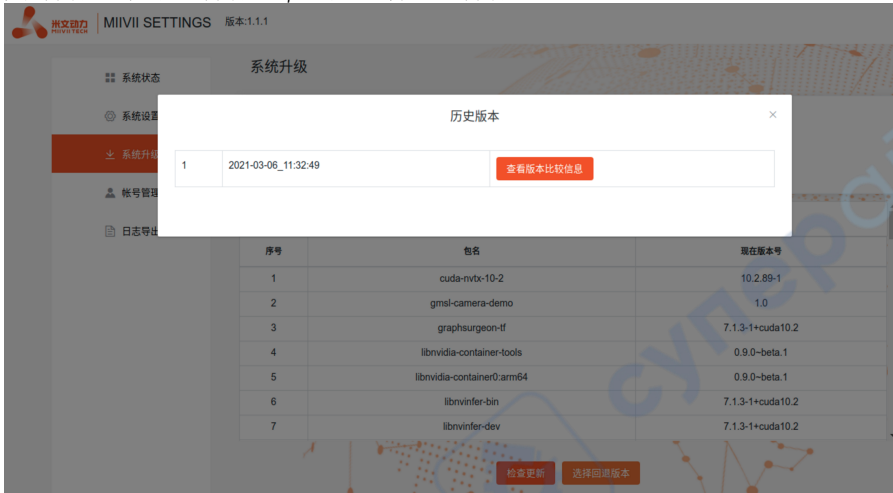 米文动力
MIIVII TECH
MIIVII SETTINGS
版本:1.1.1
系统状态
系统设置
系统升级
帐号管理
日志导出
系统升级
历史版本
×
1 2021-03-06_11:32:49 查看版本比较信息
序号 包名 现在版本号
1 cuda-nvtx-10-2 10.2.89-1
2 gmsl-camera-demo 1.0
3 graphsurgeon-tf 7.1.3-1+cuda10.2
4 libnvidia-container-tools 0.9.0~beta.1
5 libnvidia-container0:arm64 0.9.0~beta.1
6 libnvinfer-bin 7.1.3-1+cuda10.2
7 libnvinfer-dev 7.1.3-1+cuda10.2
检查更新 选择回退版本